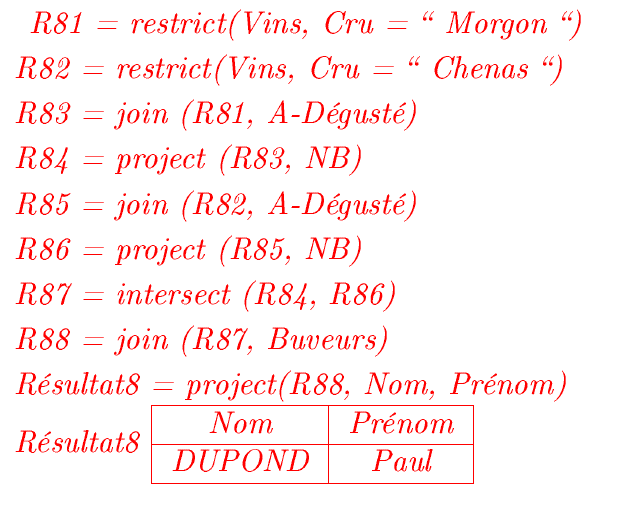 R81 = restrict(Vins, Cru = “ Morgon “)
R82 = restrict(Vins, Cru = “ Chenas “)
R83 = join (R81, A-Dégusté)
R84 = project (R83, NB)
R85 = join (R82, A-Dégusté)
R86 = project (R85, NB)
R87 = intersect (R84, R86)
R88 = join (R87, Buveurs)
Résultat8 = project(R88, Nom, Prénom)
Résultat8
Nom Prénom
DUPOND Paul